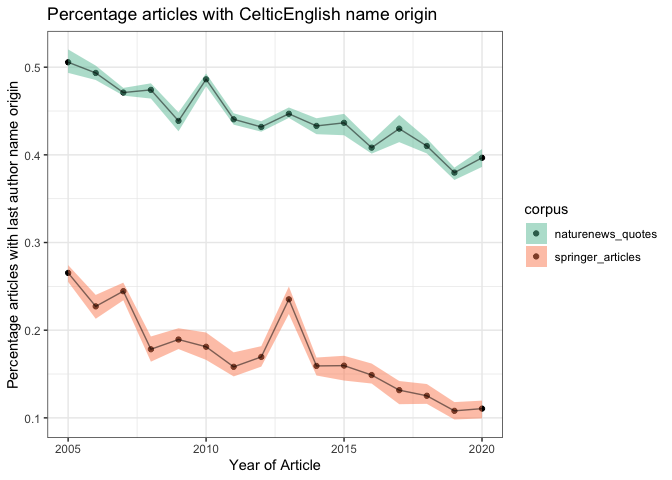 Percentage articles with CelticEnglish name origin
Percentage articles with last author name origin
0.5
0.4
0.3
0.2
0.1
2005
2010
2015
2020
Year of Article
corpus
naturenews_quotes
springer_articles